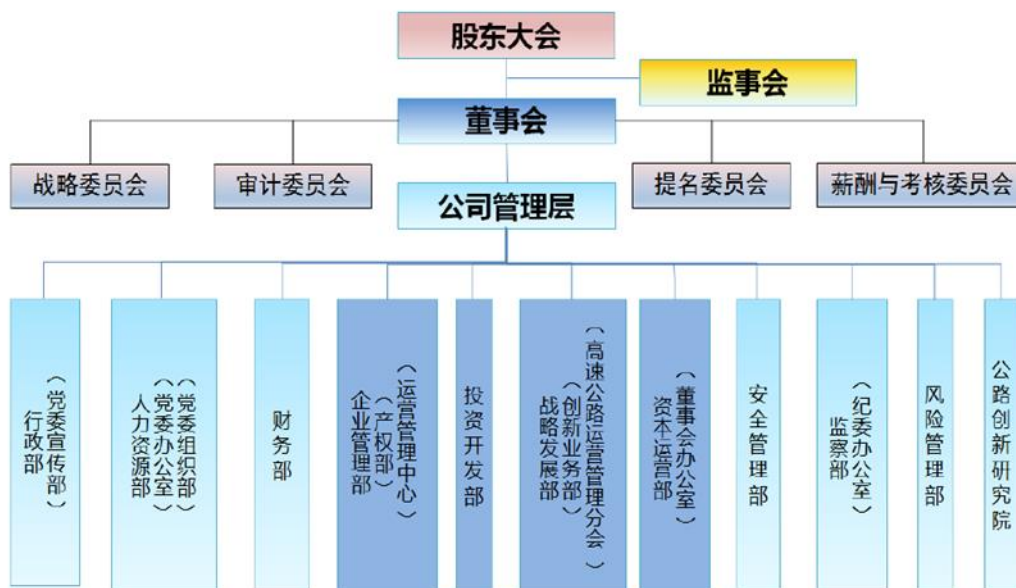 股东大会
监事会
董事会
战略委员会
审计委员会
提名委员会
薪酬与考核委员会
公司管理层
行政部
（党委宣传部）
人力资源部
（党委办公室）
（党委组织部）
财务部
企业管理部
（产权部）
（运营管理中心）
投资开发部
战略发展部
（创新业务部）
（高速公路运营管理分会）
资本运营部
（董事会办公室）
安全管理部
监察部
（纪委办公室）
风险管理部
公路创新研究院